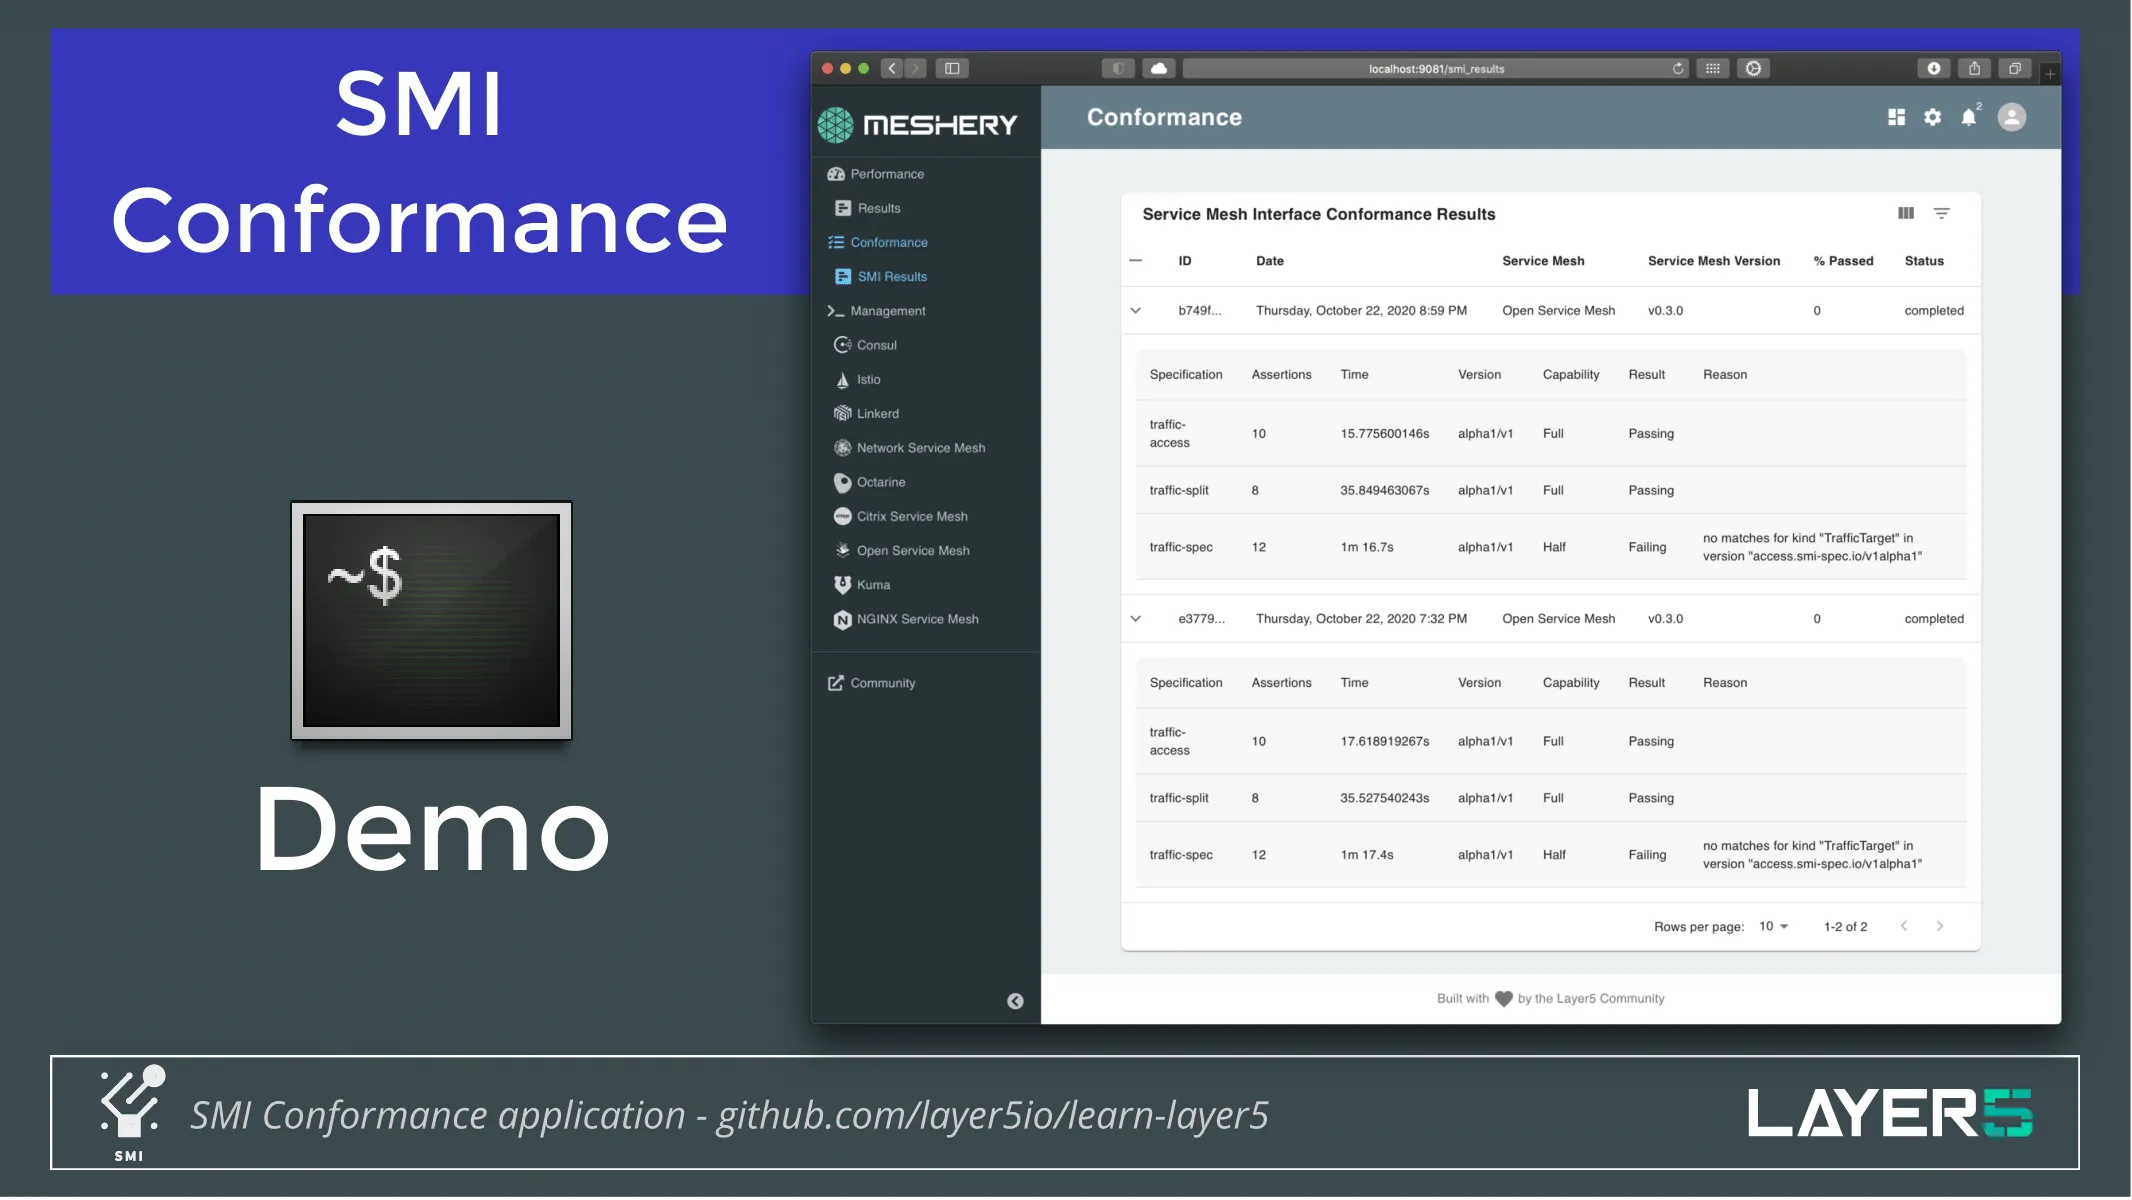 SMI
Conformance
~$
Demo
localhost:9081/smi_results
MESHERY
Performance
Results
Conformance
SMI Results
Management
Consul
Istio
Linkerd
Network Service Mesh
Octarine
Citrix Service Mesh
Open Service Mesh
Kuma
NGINX Service Mesh
Community
Conformance
2
Service Mesh Interface Conformance Results
ID Date Service Mesh Service Mesh Version % Passed Status
b749f... Thursday, October 22, 2020 8:59 PM Open Service Mesh v0.3.0 0 completed
Specification Assertions Time Version Capability Result Reason
traffic-
access 10 15.775600146s alpha1/v1 Full Passing
traffic-split 8 35.849463067s alpha1/v1 Full Passing
traffic-spec 12 1m 16.7s alpha1/v1 Half Failing no matches for kind "TrafficTarget" in
version "access.smi-spec.io/v1alpha1"
e3779... Thursday, October 22, 2020 7:32 PM Open Service Mesh v0.3.0 0 completed
Specification Assertions Time Version Capability Result Reason
traffic-
access 10 17.618919267s alpha1/v1 Full Passing
traffic-split 8 35.527540243s alpha1/v1 Full Passing
traffic-spec 12 1m 17.4s alpha1/v1 Half Failing no matches for kind "TrafficTarget" in
version "access.smi-spec.io/v1alpha1"
Rows per page: 10 1-2 of 2
Built with by the Layer5 Community
SMI
SMI Conformance application - github.com/layer5io/learn-layer5
LAYER5